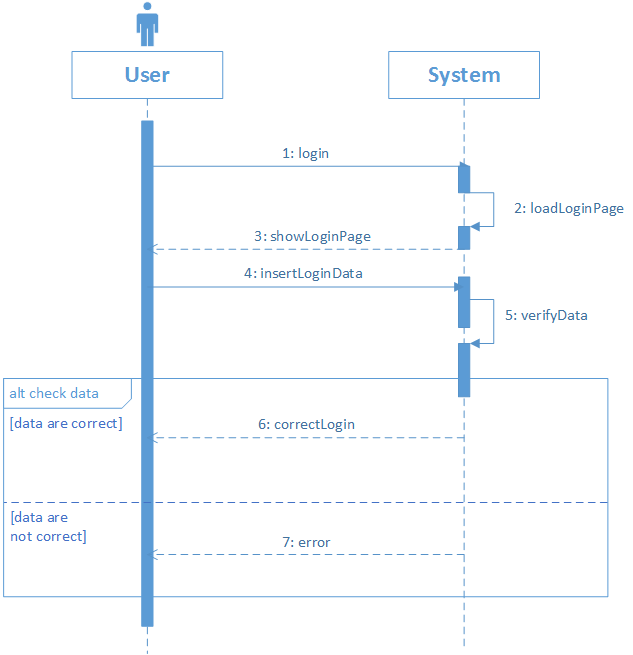 User
System
1: login
2: loadLoginPage
3: showLoginPage
4: insertLoginData
5: verifyData
alt check data
[data are correct]
6: correctLogin
[data are
not correct]
7: error